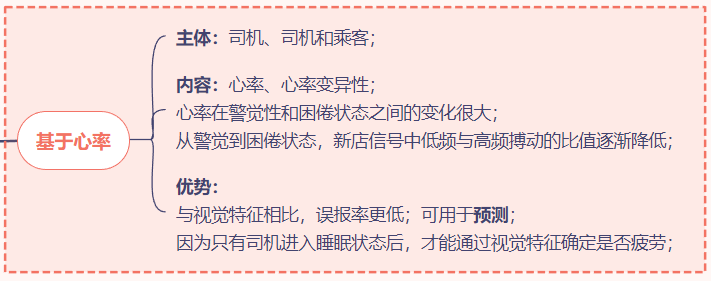 基于心率
主体：司机、司机和乘客；
内容：心率、心率变异性；
心率在警觉性和困倦状态之间的变化很大；
从警觉到困倦状态，新店信号中低频与高频搏动的比值逐渐降低；
优势：
与视觉特征相比，误报率更低；可用于预测；
因为只有司机进入睡眠状态后，才能通过视觉特征确定是否疲劳；